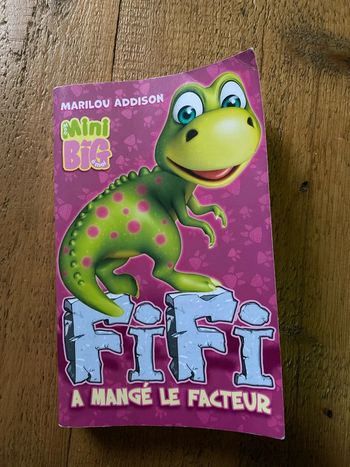 MARILOU ADDISON
Mini
BIG
FiFi
A MANGÉ LE FACTEUR